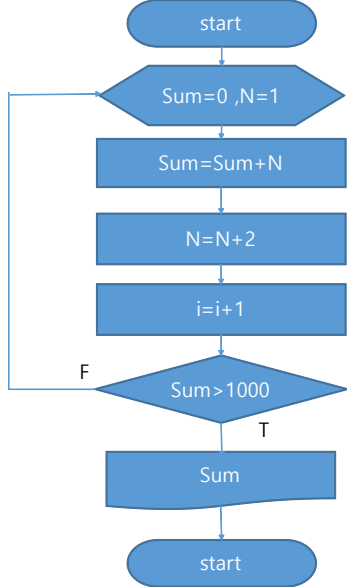 start
Sum=0 ,N=1
Sum=Sum+N
N=N+2
i=i+1
F
Sum>1000
T
Sum
start